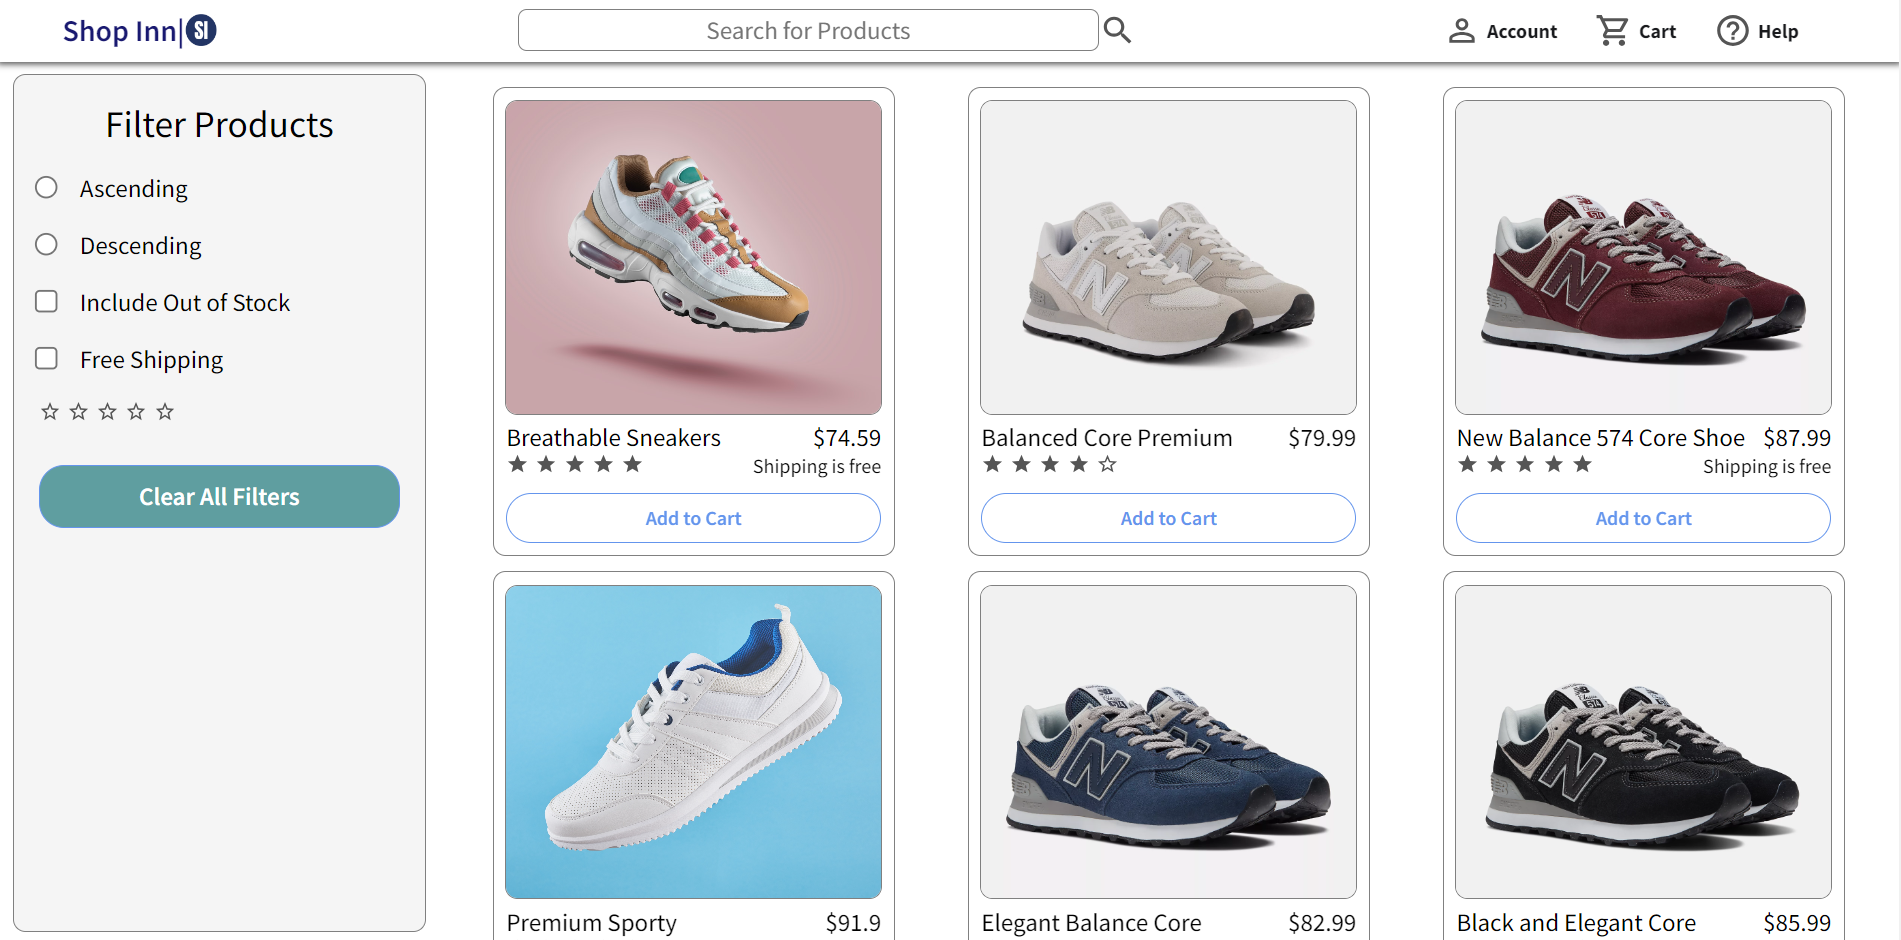 Shop Inn| SI
Search for Products
Account
Cart
Help
Filter Products
Ascending
Descending
Include Out of Stock
Free Shipping
Clear All Filters
Breathable Sneakers $74.59
Shipping is free
Add to Cart
Balanced Core Premium $79.99
Add to Cart
New Balance 574 Core Shoe $87.99
Shipping is free
Add to Cart
Premium Sporty $91.9
Elegant Balance Core $82.99
Black and Elegant Core $85.99